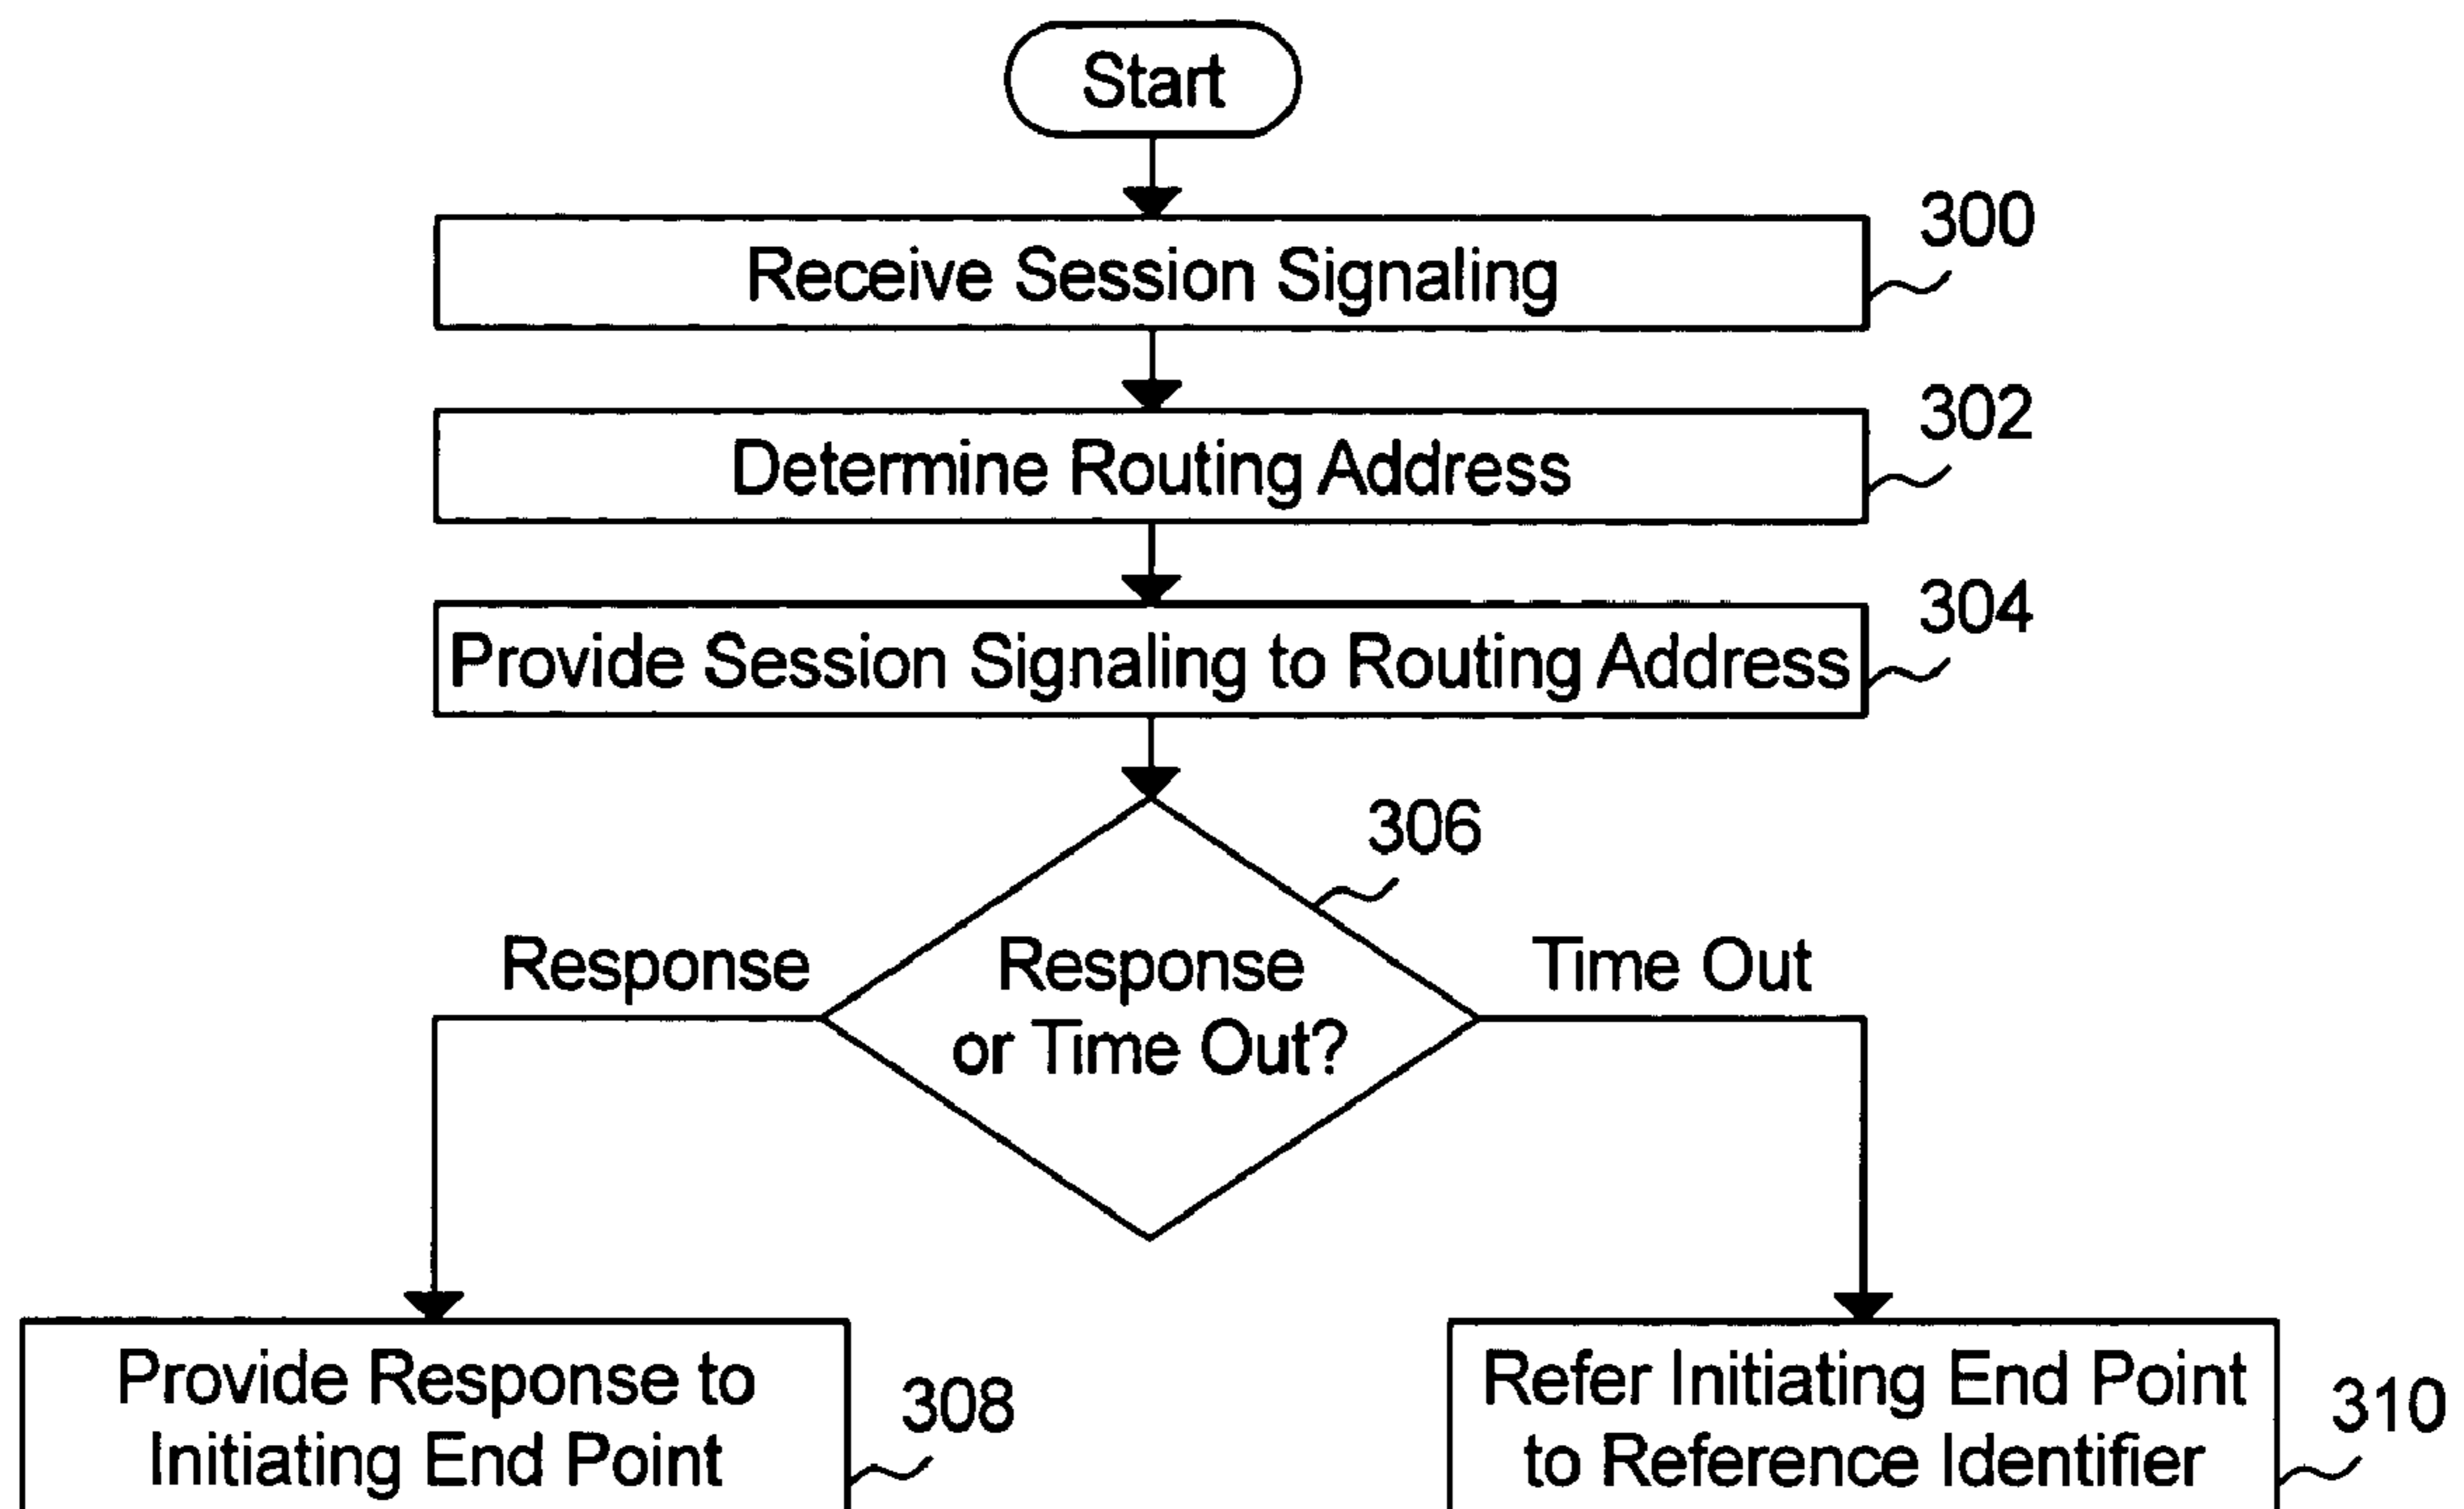 Start
Receive Session Signaling
300
Determine Routing Address
302
Provide Session Signaling to Routing Address
304
306
Response
Response
or Time Out?
Time Out
Provide Response to
Initiating End Point
308
Refer Initiating End Point
to Reference Identifier
310